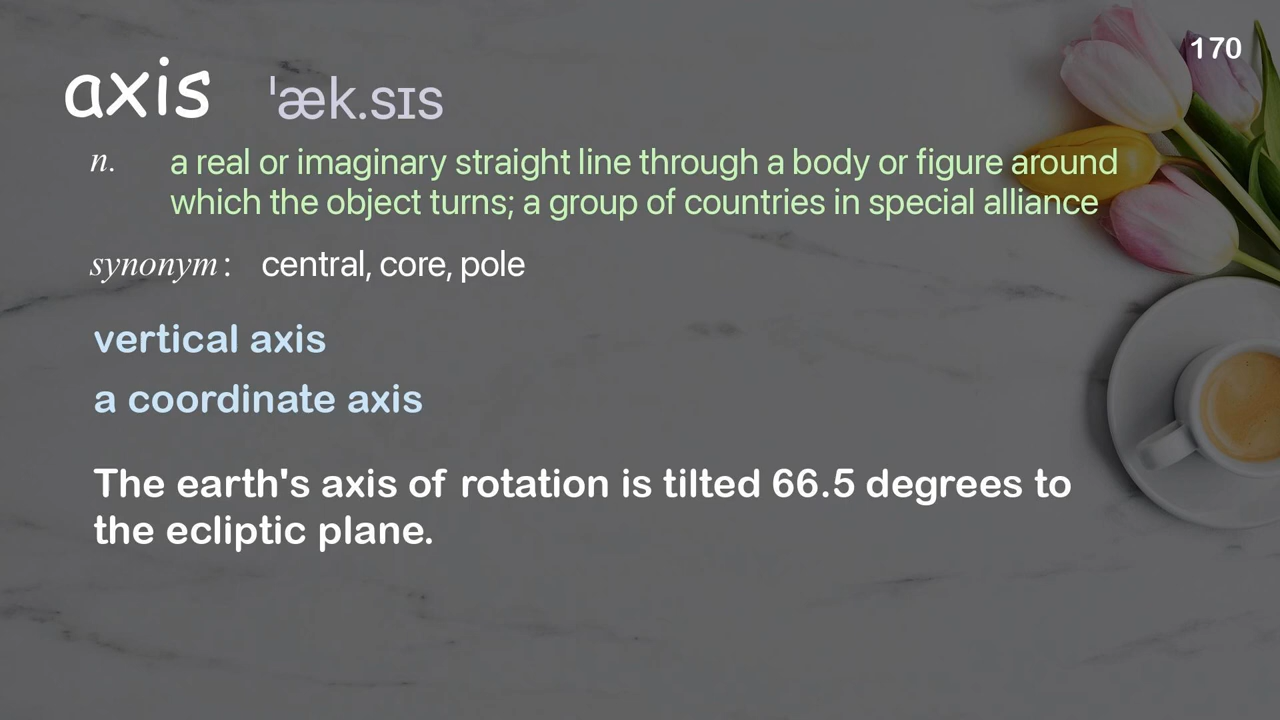 170
axis ˈæk.sɪs
n. a real or imaginary straight line through a body or figure around
which the object turns; a group of countries in special alliance
synonym : central, core, pole
vertical axis
a coordinate axis
The earth's axis of rotation is tilted 66.5 degrees to
the ecliptic plane.